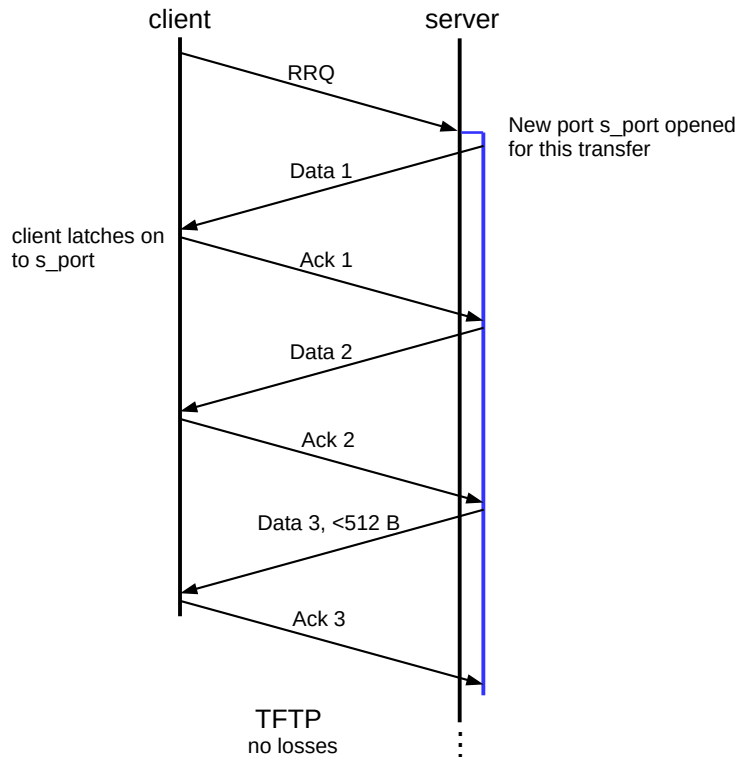 client
server
RRQ
New port s_port opened
for this transfer
Data 1
client latches on
to s_port
Ack 1
Data 2
Ack 2
Data 3, <512 B
Ack 3
TFTP
no losses